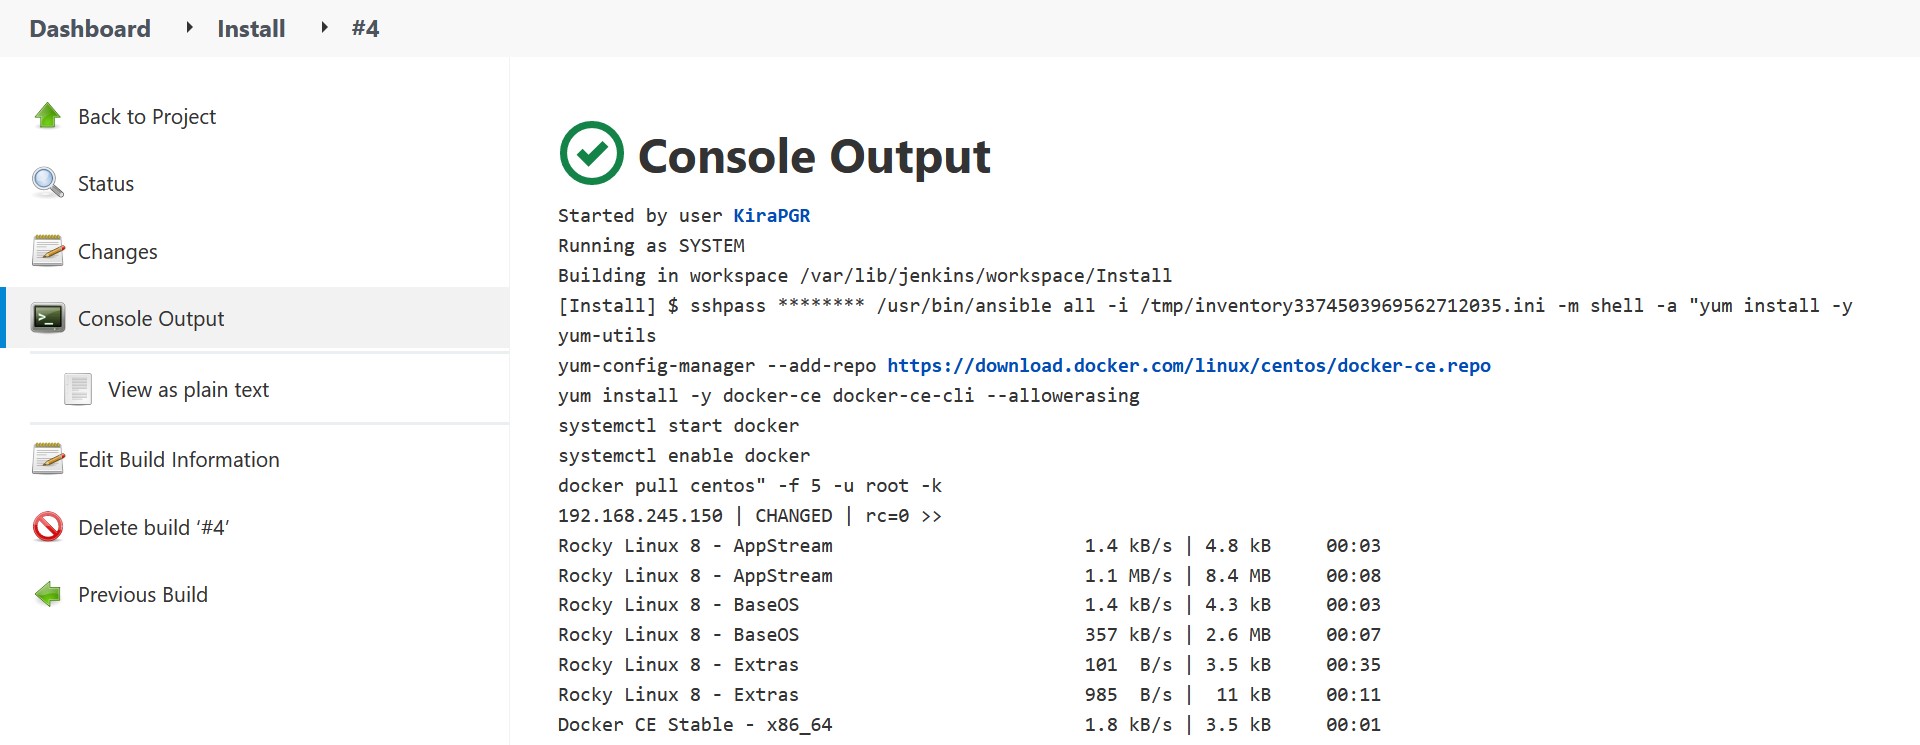 Dashboard Install #4
Back to Project
Status
Changes
Console Output
View as plain text
Edit Build Information
Delete build ‘#4’
Previous Build
Console Output
Started by user KiraPGR
Running as SYSTEM
Building in workspace /var/lib/jenkins/workspace/Install
[Install] $ sshpass ******** /usr/bin/ansible all -i /tmp/inventory3374503969562712035.ini -m shell -a "yum install -y
yum-utils
yum-config-manager --add-repo https://download.docker.com/linux/centos/docker-ce.repo
yum install -y docker-ce docker-ce-cli --allowerasing
systemctl start docker
systemctl enable docker
docker pull centos" -f 5 -u root -k
192.168.245.150 | CHANGED | rc=0 >>
Rocky Linux 8 - AppStream 1.4 kB/s | 4.8 kB 00:03
Rocky Linux 8 - AppStream 1.1 MB/s | 8.4 MB 00:08
Rocky Linux 8 - BaseOS 1.4 kB/s | 4.3 kB 00:03
Rocky Linux 8 - BaseOS 357 kB/s | 2.6 MB 00:07
Rocky Linux 8 - Extras 101 B/s | 3.5 kB 00:35
Rocky Linux 8 - Extras 985 B/s | 11 kB 00:11
Docker CE Stable - x86_64 1.8 kB/s | 3.5 kB 00:01